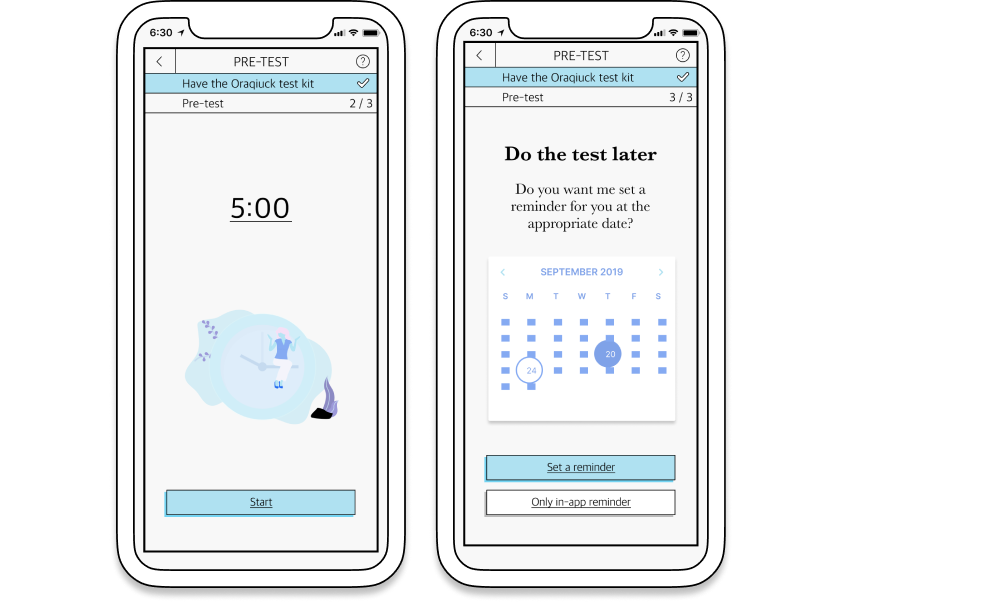 6:30
PRE-TEST
?
Have the Oraqiuck test kit
Pre-test 2 / 3
5:00
Start
6:30
PRE-TEST
?
Have the Oraqiuck test kit
Pre-test 3 / 3
Do the test later
Do you want me set a
reminder for you at the
appropriate date?
SEPTEMBER 2019
S M T W T F S
20
24
Set a reminder
Only in-app reminder